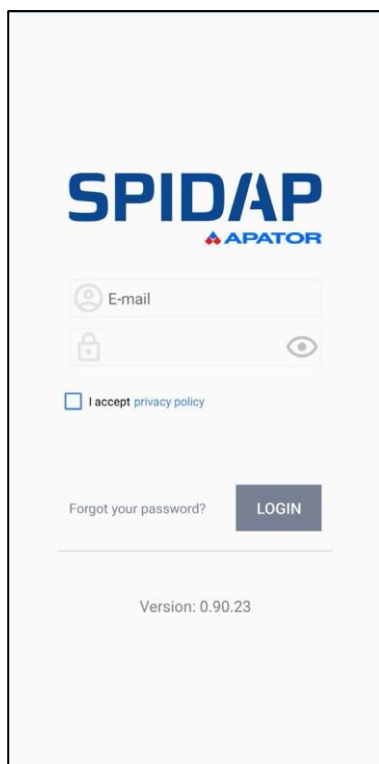 SPIDAP
APATOR
E-mail
I accept privacy policy
Forgot your password? LOGIN
Version: 0.90.23